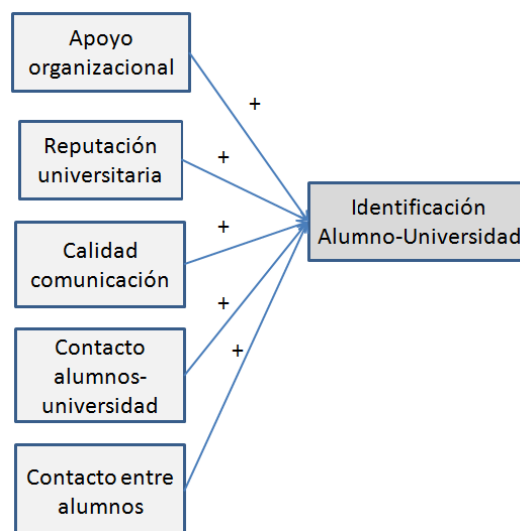 Apoyo
organizacional
+
Reputación
universitaria
+
Identificación
Alumno-Universidad
Calidad
comunicación
+
Contacto
alumnos-
universidad
+
+
Contacto entre
alumnos